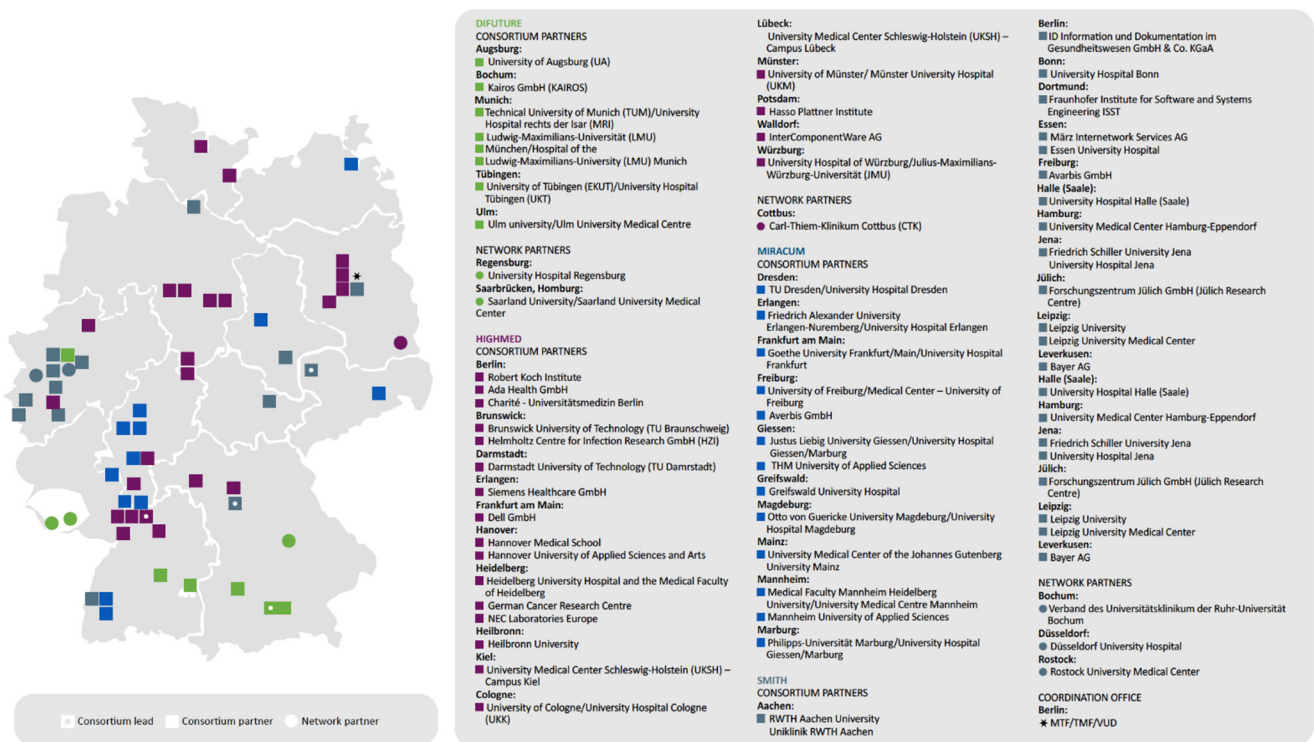 DIFUTURE
CONSORTIUM PARTNERS
Augsburg:
University of Augsburg (UA)
Bochum:
Kairos GmbH (KAIROS)
Munich:
Technical University of Munich (TUM)/University
Hospital rechts der Isar (MRI)
Ludwig-Maximilians-Universität (LMU)
München/Hospital of the
Ludwig-Maximilians-University (LMU) Munich
Tübingen:
University of Tübingen (EKUT)/University Hospital
Tübingen (UKT)
Ulm:
Ulm university/Ulm University Medical Centre
NETWORK PARTNERS
Regensburg:
University Hospital Regensburg
Saarbrücken, Homburg:
Saarland University/Saarland University Medical
Center
HIGHMED
CONSORTIUM PARTNERS
Berlin:
Robert Koch Institute
Ada Health GmbH
Charité - Universitätsmedizin Berlin
Brunswick:
Brunswick University of Technology (TU Braunschweig)
Helmholtz Centre for Infection Research GmbH (HZI)
Darmstadt:
Darmstadt University of Technology (TU Damrstadt)
Erlangen:
Siemens Healthcare GmbH
Frankfurt am Main:
Dell GmbH
Hanover:
Hannover Medical School
Hannover University of Applied Sciences and Arts
Heidelberg:
Heidelberg University Hospital and the Medical Faculty
of Heidelberg
German Cancer Research Centre
NEC Laboratories Europe
Heilbronn:
Heilbronn University
Kiel:
University Medical Center Schleswig-Holstein (UKSH) –
Campus Kiel
Cologne:
University of Cologne/University Hospital Cologne
(UKK)
Lübeck:
University Medical Center Schleswig-Holstein (UKSH) –
Campus Lübeck
Münster:
University of Münster/ Münster University Hospital
(UKM)
Potsdam:
Hasso Plattner Institute
Walldorf:
InterComponentWare AG
Würzburg:
University Hospital of Würzburg/Julius-Maximilians-
Würzburg-Universität (JMU)
NETWORK PARTNERS
Cottbus:
Carl-Thiem-Klinikum Cottbus (CTK)
MIRACUM
CONSORTIUM PARTNERS
Dresden:
TU Dresden/University Hospital Dresden
Erlangen:
Friedrich Alexander University
Erlangen-Nuremberg/University Hospital Erlangen
Frankfurt am Main:
Goethe University Frankfurt/Main/University Hospital
Frankfurt
Freiburg:
University of Freiburg/Medical Center – University of
Freiburg
Averbis GmbH
Giessen:
Justus Liebig University Giessen/University Hospital
Giessen/Marburg
THM University of Applied Sciences
Greifswald:
Greifswald University Hospital
Magdeburg:
Otto von Guericke University Magdeburg/University
Hospital Magdeburg
Mainz:
University Medical Center of the Johannes Gutenberg
University Mainz
Mannheim:
Medical Faculty Mannheim Heidelberg
University/University Medical Centre Mannheim
Mannheim University of Applied Sciences
Marburg:
Philipps-Universität Marburg/University Hospital
Giessen/Marburg
SMITH
CONSORTIUM PARTNERS
Aachen:
RWTH Aachen University
Uniklinik RWTH Aachen
Berlin:
ID Information und Dokumentation im
Gesundheitswesen GmbH & Co. KGaA
Bonn:
University Hospital Bonn
Dortmund:
Fraunhofer Institute for Software and Systems
Engineering ISST
Essen:
März Internetwork Services AG
Essen University Hospital
Freiburg:
Avarbis GmbH
Halle (Saale):
University Hospital Halle (Saale)
Hamburg:
University Medical Center Hamburg-Eppendorf
Jena:
Friedrich Schiller University Jena
University Hospital Jena
Jülich:
Forschungszentrum Jülich GmbH (Jülich Research
Centre)
Leipzig:
Leipzig University
Leipzig University Medical Center
Leverkusen:
Bayer AG
Halle (Saale):
University Hospital Halle (Saale)
Hamburg:
University Medical Center Hamburg-Eppendorf
Jena:
Friedrich Schiller University Jena
University Hospital Jena
Jülich:
Forschungszentrum Jülich GmbH (Jülich Research
Centre)
Leipzig:
Leipzig University
Leipzig University Medical Center
Leverkusen:
Bayer AG
NETWORK PARTNERS
Bochum:
Verband des Universitätsklinikum der Ruhr-Universität
Bochum
Düsseldorf:
Düsseldorf University Hospital
Rostock:
Rostock University Medical Center
COORDINATION OFFICE
Berlin:
MTF/TMF/VUD
Consortium lead
Consortium partner
Network partner